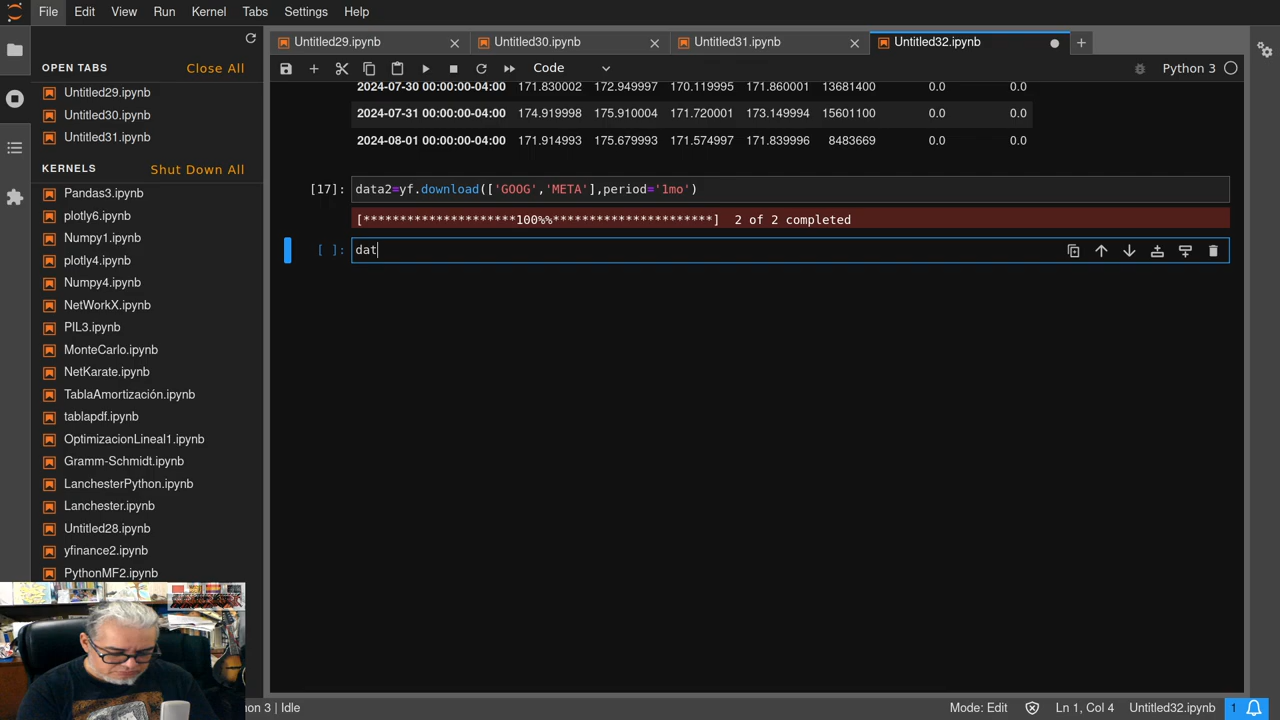 File Edit View Run Kernel Tabs Settings Help
Untitled29.ipynb Untitled30.ipynb Untitled31.ipynb Untitled32.ipynb
OPEN TABS Close All
Untitled29.ipynb
Untitled30.ipynb
Untitled31.ipynb
KERNELS Shut Down All
Pandas3.ipynb
plotly6.ipynb
Numpy1.ipynb
plotly4.ipynb
Numpy4.ipynb
NetWorkX.ipynb
PIL3.ipynb
MonteCarlo.ipynb
NetKarate.ipynb
TablaAmortización.ipynb
tablapdf.ipynb
OptimizacionLineal1.ipynb
Gramm-Schmidt.ipynb
LanchesterPython.ipynb
Lanchester.ipynb
Untitled28.ipynb
yfinance2.ipynb
PythonMF2.ipynb
Code Python 3
2024-07-30 00:00:00-04:00 171.830002 172.949997 170.119995 171.860001 13681400 0.0 0.0
2024-07-31 00:00:00-04:00 174.919998 175.910004 171.720001 173.149994 15601100 0.0 0.0
2024-08-01 00:00:00-04:00 171.914993 175.679993 171.574997 171.839996 8483669 0.0 0.0
[17]: data2=yf.download(['GOOG','META'],period='1mo')
[*********************100%%**********************] 2 of 2 completed
[ ]: dat
on 3 | Idle Mode: Edit Ln 1, Col 4 Untitled32.ipynb 1